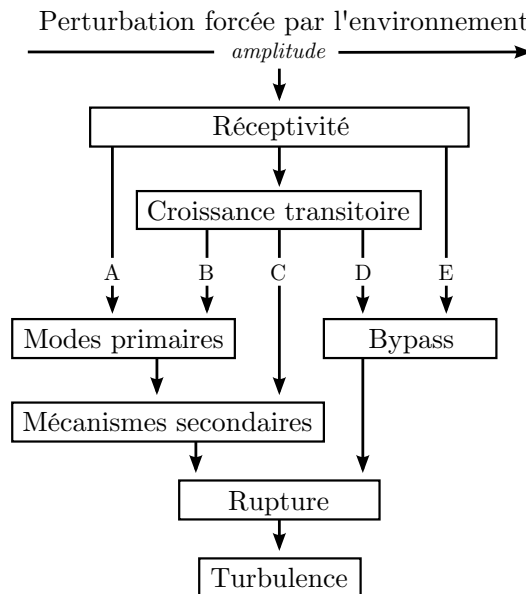 Perturbation forcée par l'environnement
amplitude
Réceptivité
Croissance transitoire
A B C D E
Modes primaires Bypass
Mécanismes secondaires
Rupture
Turbulence